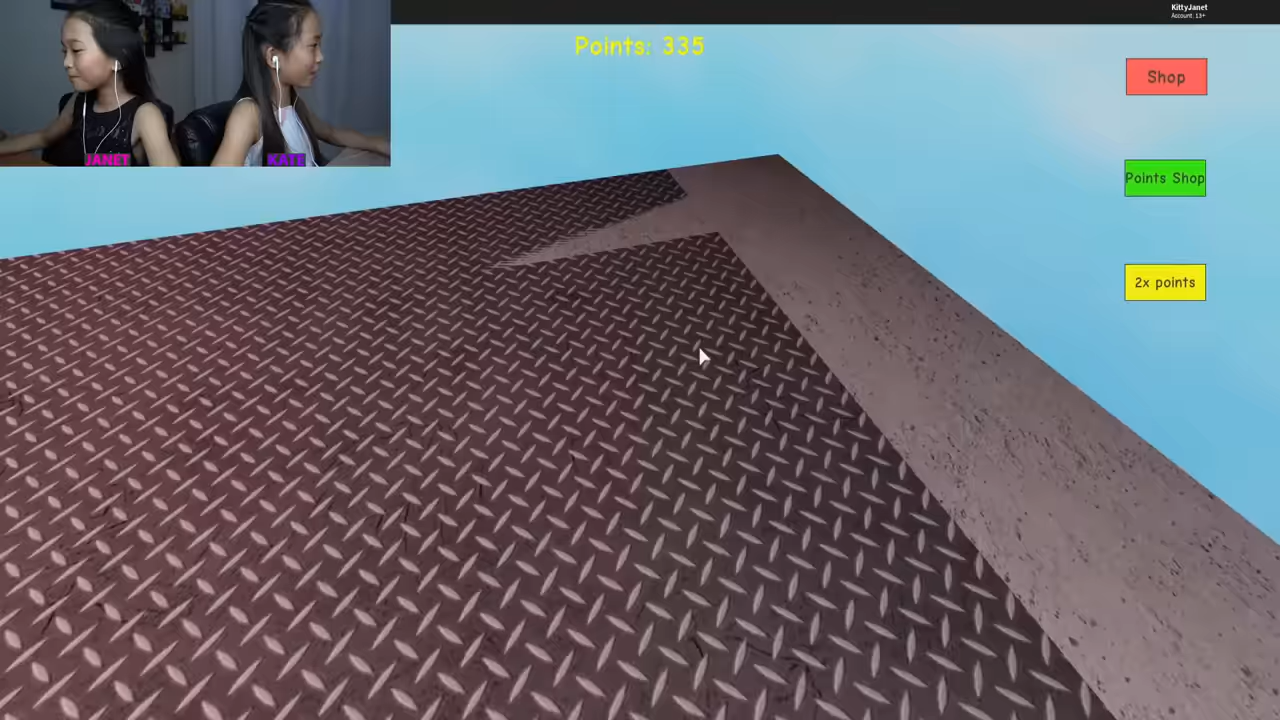 KittyJanet
Account: 13+
Points: 335
Shop
Points Shop
2x points
JANET
KATE